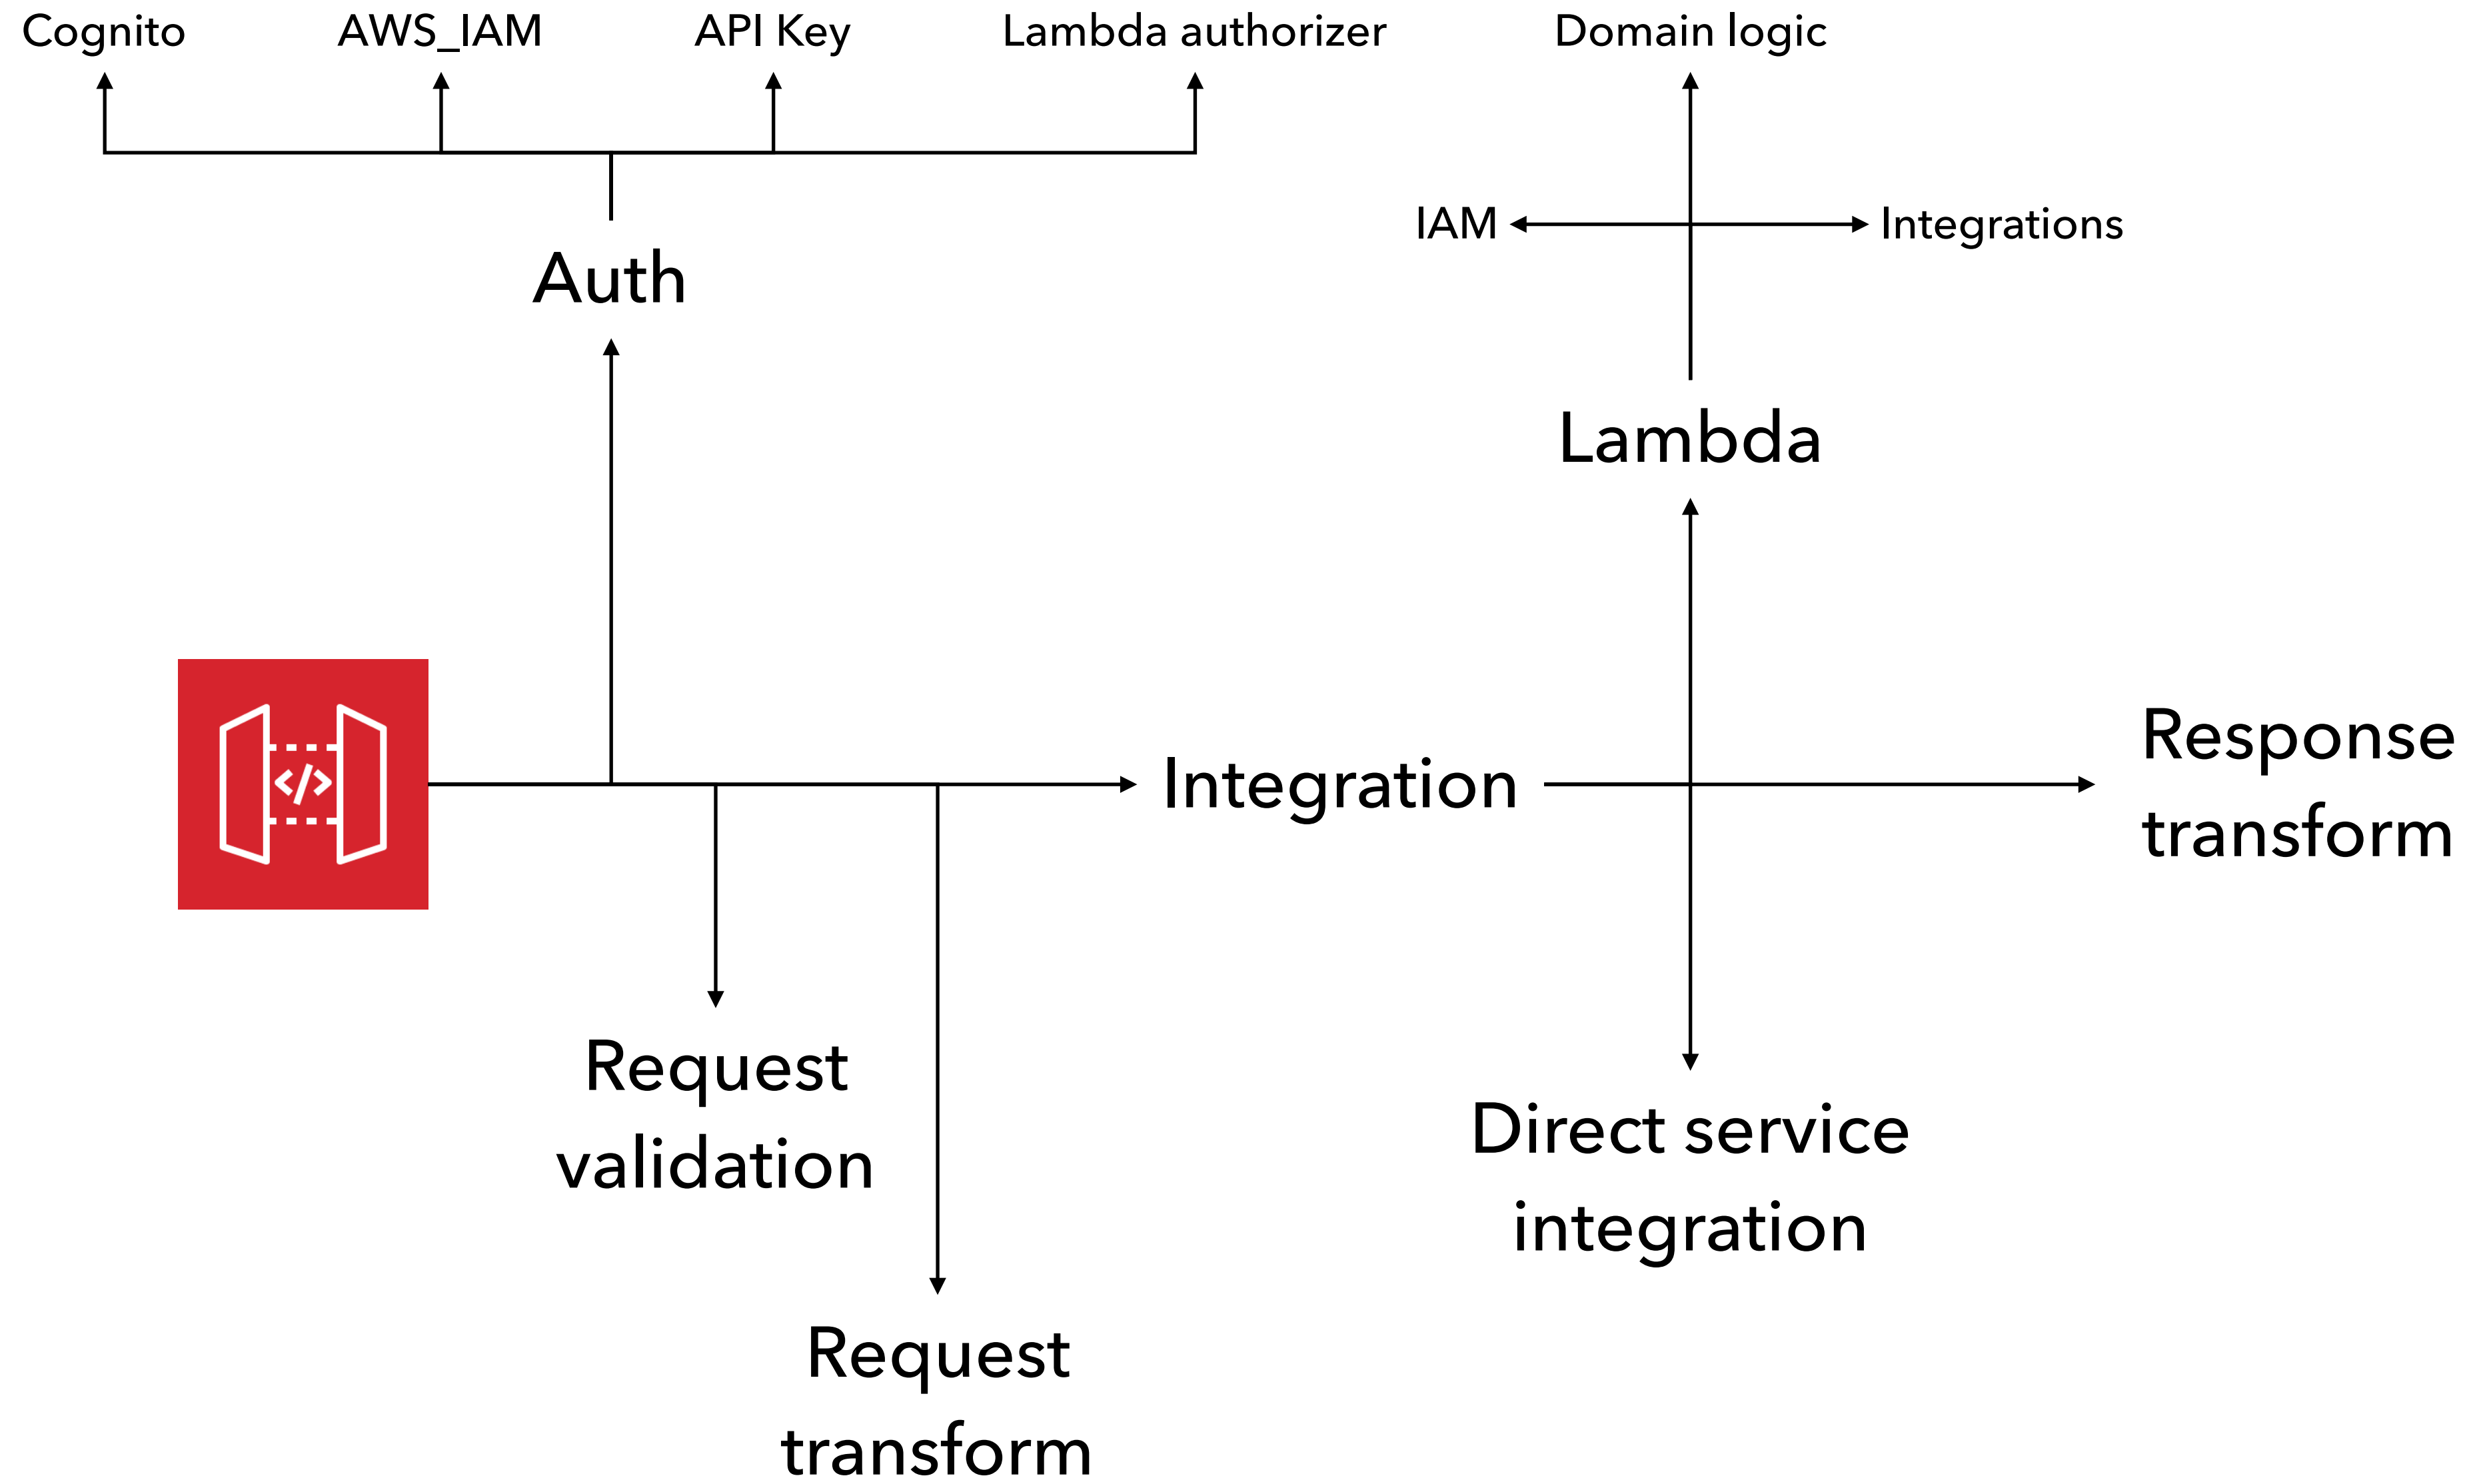 Cognito
AWS_IAM
API Key
Lambda authorizer
Domain logic
IAM
Integrations
Auth
Lambda
</>
Integration
Response
transform
Request
validation
Direct service
integration
Request
transform